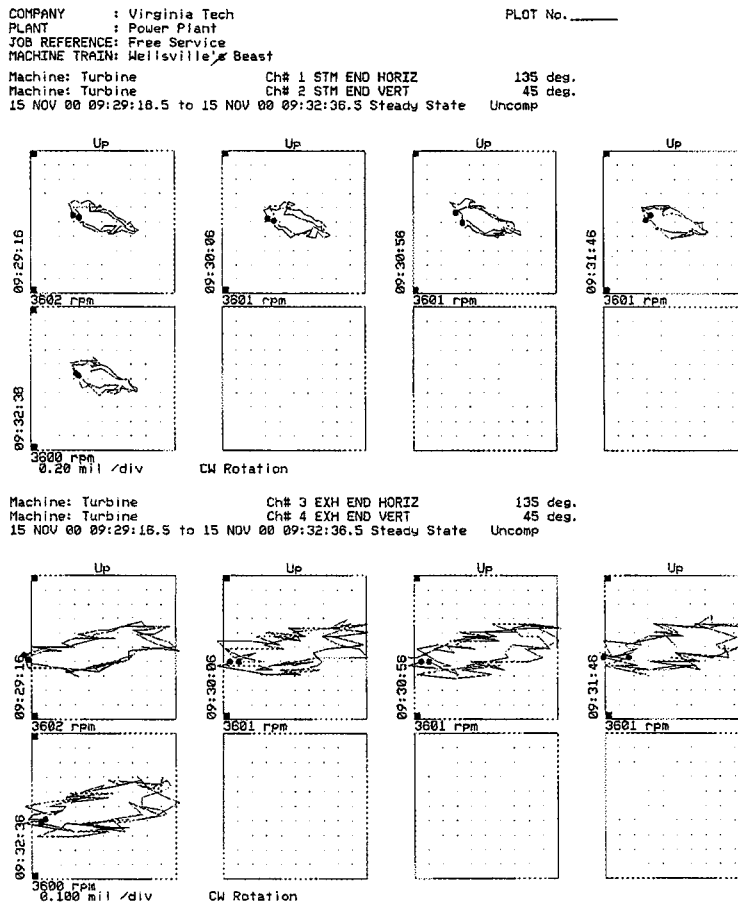 COMPANY : Virginia Tech
PLOT No.
PLANT : Power Plant
JOB REFERENCE: Free Service
MACHINE TRAIN: Wellsville's Beast
Machine: Turbine Ch# 1 STM END HORIZ 135 deg.
Machine: Turbine Ch# 2 STM END VERT 45 deg.
15 NOV 00 09:29:16.5 to 15 NOV 00 09:32:36.5 Steady State Uncomp
Up Up Up Up
09:29:16 09:30:06 09:30:56 09:31:46
3602 rpm 3601 rpm 3601 rpm 3601 rpm
09:32:36
3600 rpm
0.20 mil /div CW Rotation
Machine: Turbine Ch# 3 EXH END HORIZ 135 deg.
Machine: Turbine Ch# 4 EXH END VERT 45 deg.
15 NOV 00 09:29:16.5 to 15 NOV 00 09:32:36.5 Steady State Uncomp
Up Up Up Up
09:29:16 09:30:06 09:30:56 09:31:46
3602 rpm 3601 rpm 3601 rpm 3601 rpm
09:32:36
3600 rpm
0.100 mil /div CW Rotation